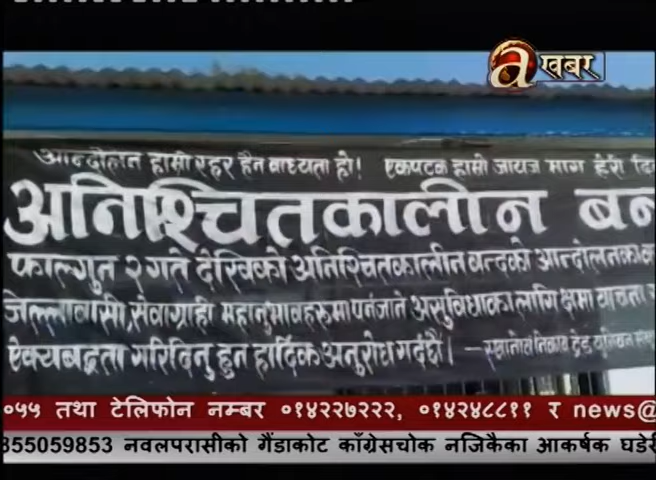 a खबर
आन्दोलन हाम्रो रहर हैन बाध्यता हो! एकपटक हाम्रो जायज माग हेरी
अनिश्चितकालीन बन्
फाल्गुन २ गते देखिको अनिश्चितकालीन बन्दको आन्दोलनका
जिल्लावासी, सेवाग्राही महानुभावहरुमा पर्नजाने असुविधाका लागि क्षमा याचना
ऐक्यबद्धता गरिदिनु हुन हार्दिक अनुरोध गर्दछौं। - स्थानीय निकाय ट्रेड युनियन
०५५ तथा टेलिफोन नम्बर ०१४२२७२२२, ०१४२४८८११ र news@
355059853 नवलपरासीको गैंडाकोट काँग्रेसचोक नजिकैका आकर्षक घडेरी